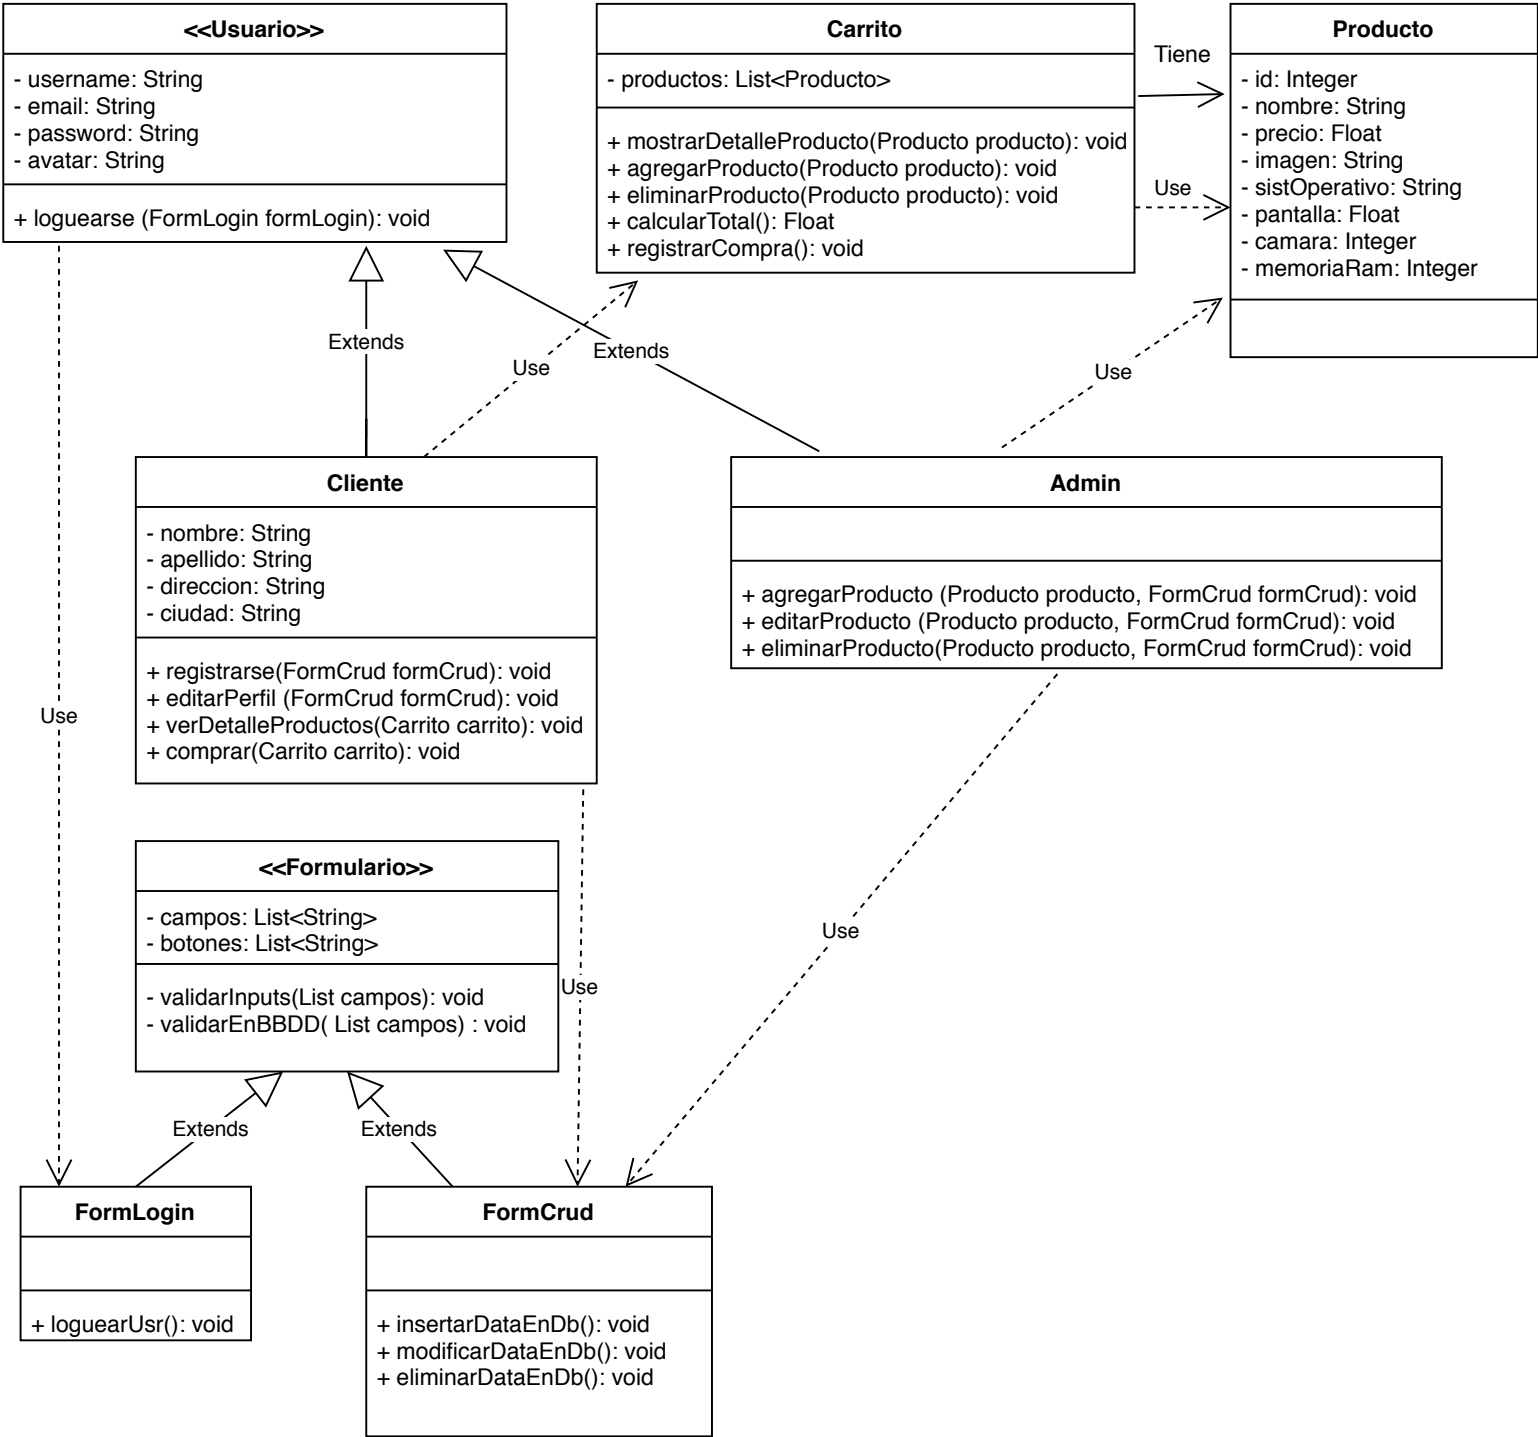 <<Usuario>>
- username: String
- email: String
- password: String
- avatar: String
+ loguearse (FormLogin formLogin): void
Carrito
- productos: List<Producto>
+ mostrarDetalleProducto(Producto producto): void
+ agregarProducto(Producto producto): void
+ eliminarProducto(Producto producto): void
+ calcularTotal(): Float
+ registrarCompra(): void
Tiene
Use
Producto
- id: Integer
- nombre: String
- precio: Float
- imagen: String
- sistOperativo: String
- pantalla: Float
- camara: Integer
- memoriaRam: Integer
Extends
Use
Extends
Use
Cliente
- nombre: String
- apellido: String
- direccion: String
- ciudad: String
+ registrarse(FormCrud formCrud): void
+ editarPerfil (FormCrud formCrud): void
+ verDetalleProductos(Carrito carrito): void
+ comprar(Carrito carrito): void
Admin
+ agregarProducto (Producto producto, FormCrud formCrud): void
+ editarProducto (Producto producto, FormCrud formCrud): void
+ eliminarProducto(Producto producto, FormCrud formCrud): void
Use
<<Formulario>>
- campos: List<String>
- botones: List<String>
- validarInputs(List campos): void
- validarEnBBDD( List campos) : void
Use
Use
Extends
Extends
FormLogin
+ loguearUsr(): void
FormCrud
+ insertarDataEnDb(): void
+ modificarDataEnDb(): void
+ eliminarDataEnDb(): void